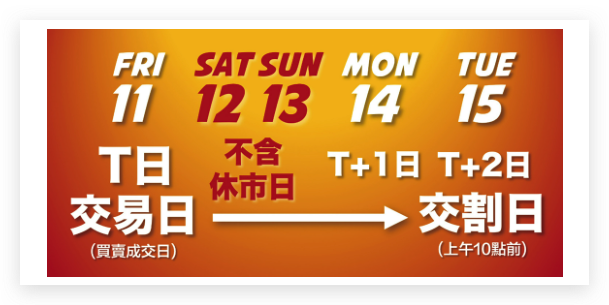 FRI SAT SUN MON TUE
11 12 13 14 15
T日 不含 休市日 T+1日 T+2日
交易日 交割日
(買賣成交日) (上午10點前)